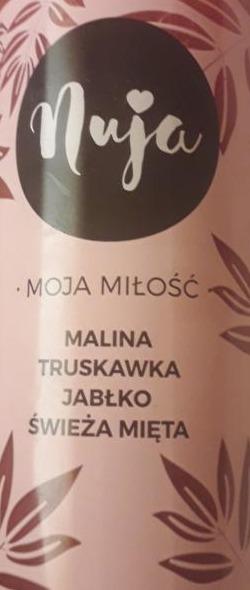 Nuja
· MOJA MIŁOŚĆ ·
MALINA
TRUSKAWKA
JABŁKO
ŚWIEŻA MIĘTA